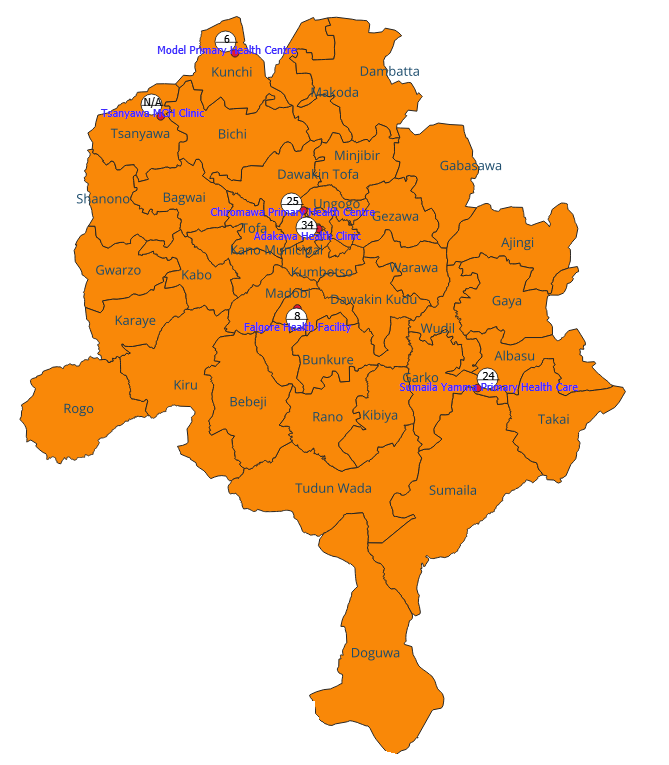 6
Model Primary Health Centre
Kunchi
Dambatta
Makoda
N/A
Tsanyawa MCH Clinic
Tsanyawa
Bichi
Minjibir
Gabasawa
Dawakin Tofa
Shanono
Bagwai
25
Ungogo
Chiromawa Primary Health Centre
Gezawa
34
Tofa
Adakawa Health Clinic
Ajingi
Kano Municipal
Gwarzo
Kabo
Kumbotso
Warawa
Madobi
Dawakin Kudu
Gaya
8
Karaye
Falgore Health Facility
Wudil
Bunkure
Albasu
24
Garko
Sumaila Yamma Primary Health Care
Kiru
Bebeji
Rogo
Rano
Kibiya
Takai
Tudun Wada
Sumaila
Doguwa